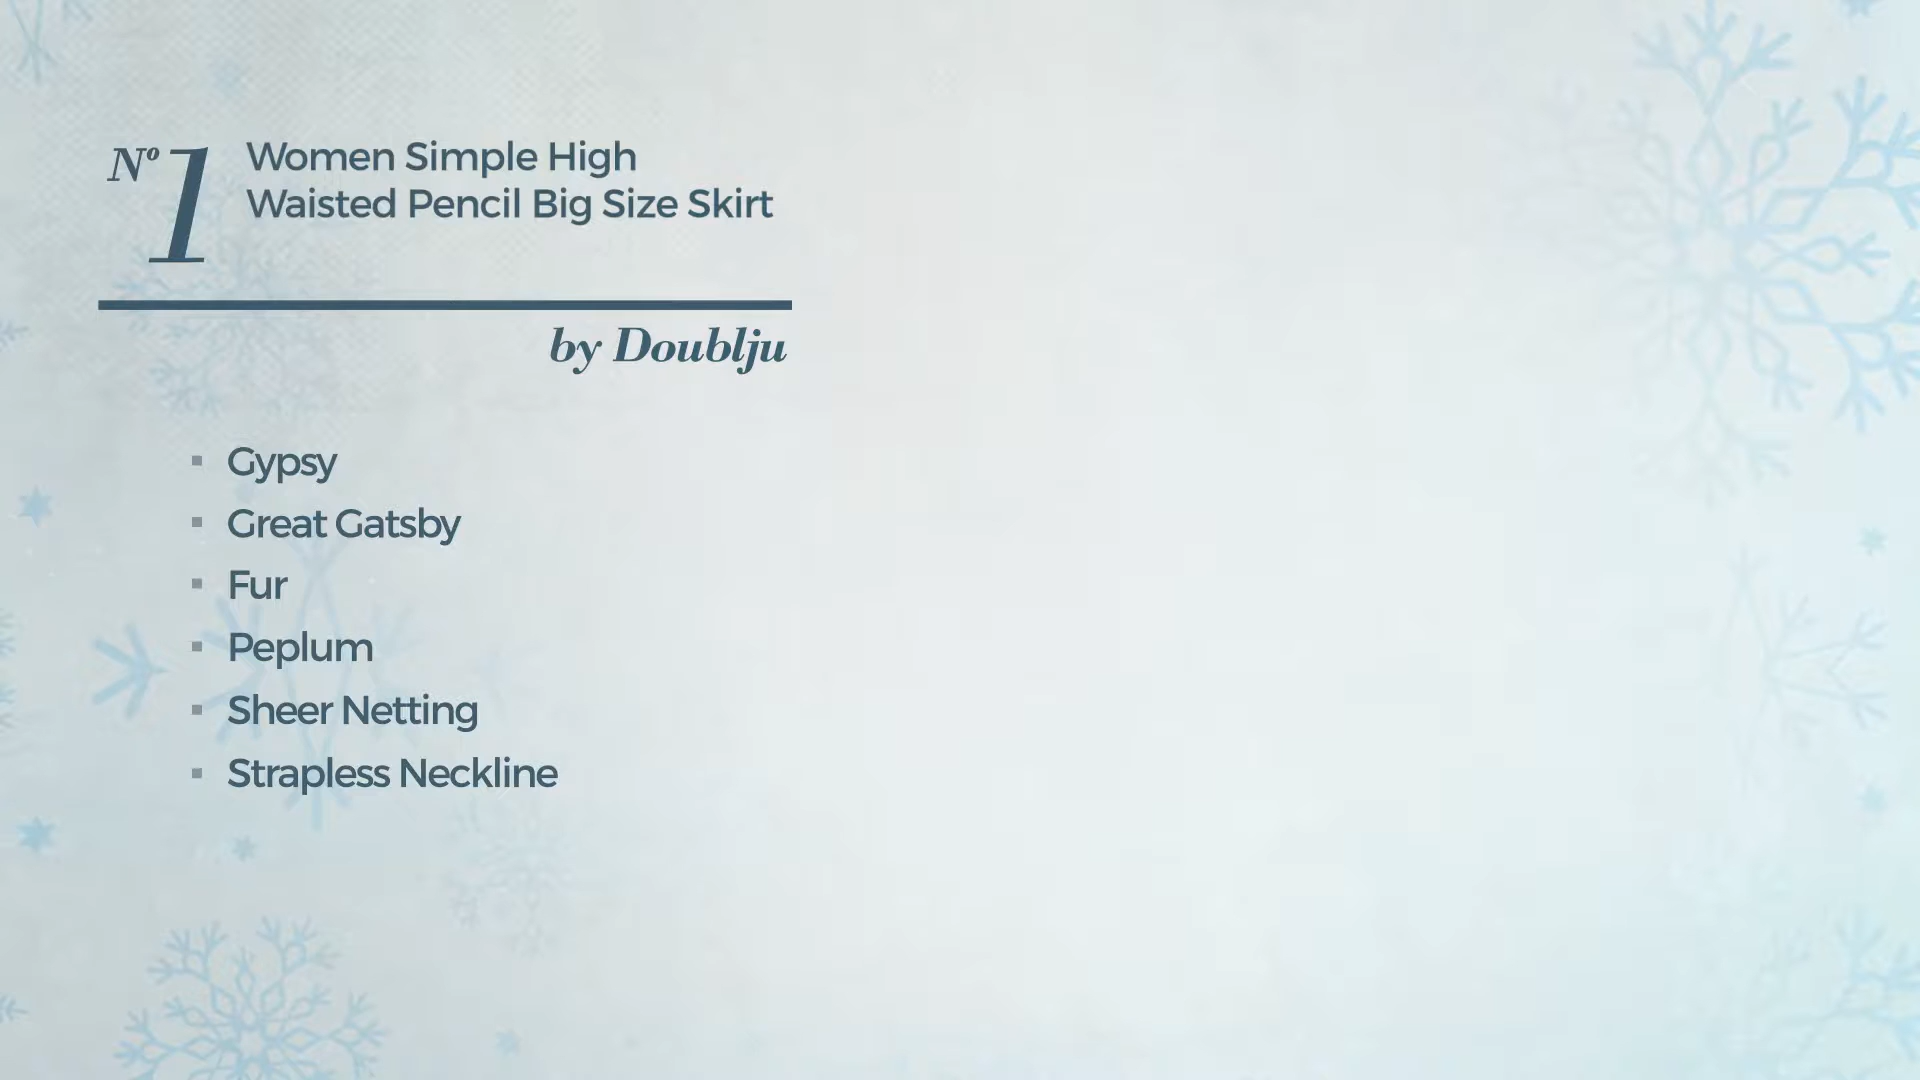 Nº 1
Women Simple High
Waisted Pencil Big Size Skirt
by Doublju
Gypsy
Great Gatsby
Fur
Peplum
Sheer Netting
Strapless Neckline